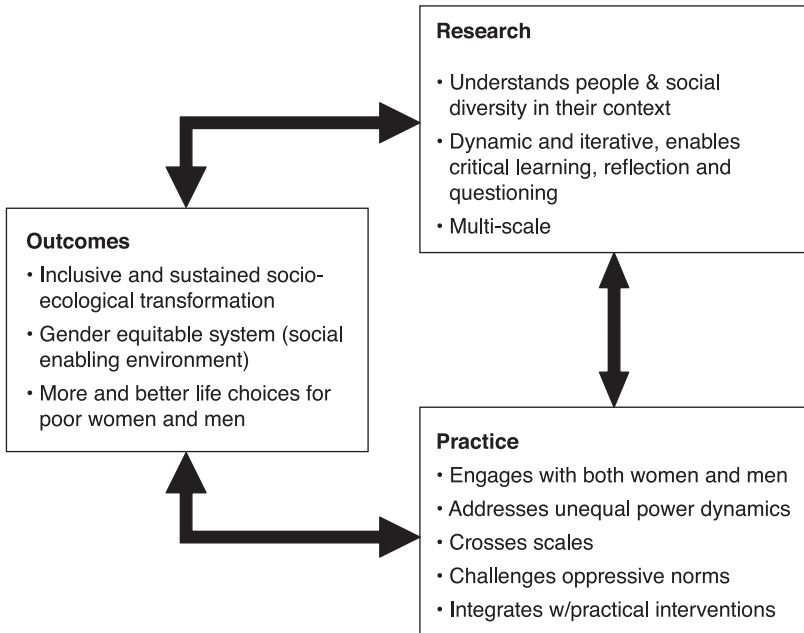 Research
• Understands people & social
diversity in their context
• Dynamic and iterative, enables
critical learning, reflection and
questioning
• Multi-scale
Outcomes
• Inclusive and sustained socio-
ecological transformation
• Gender equitable system (social
enabling environment)
• More and better life choices for
poor women and men
Practice
• Engages with both women and men
• Addresses unequal power dynamics
• Crosses scales
• Challenges oppressive norms
• Integrates w/practical interventions